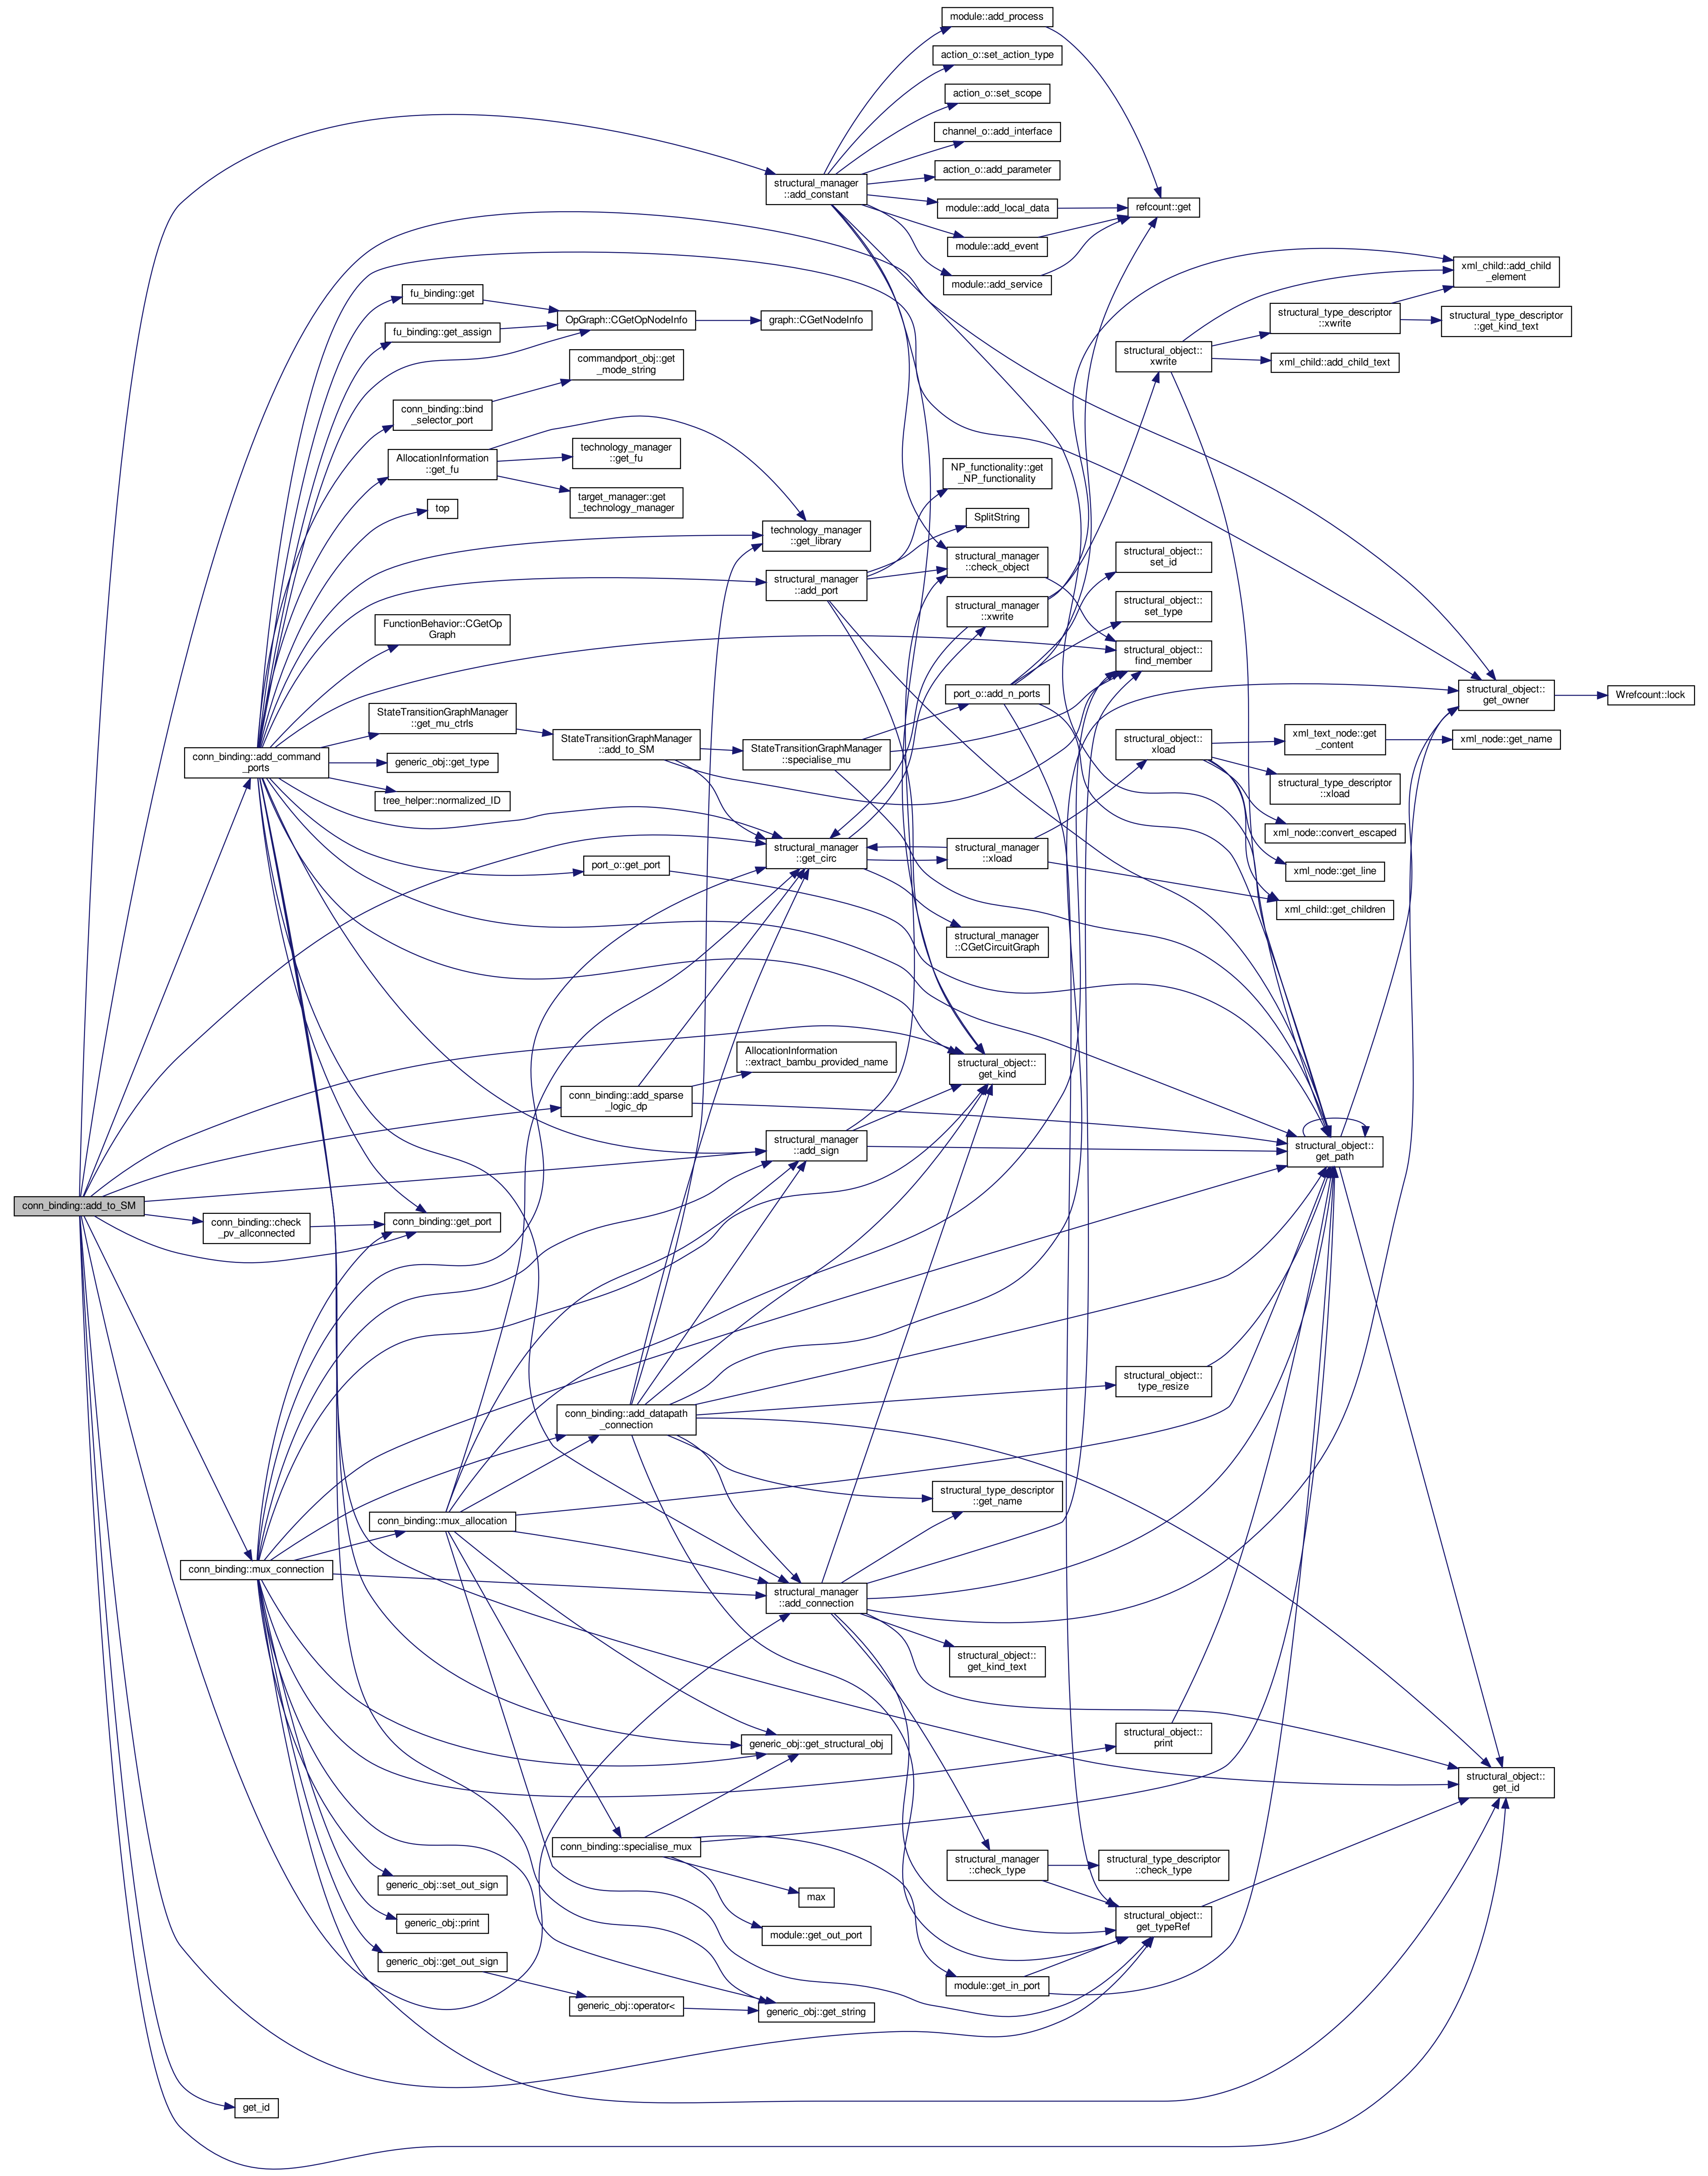 module::add_process
action_o::set_action_type
action_o::set_scope
channel_o::add_interface
action_o::add_parameter
structural_manager
::add_constant
module::add_local_data
refcount::get
module::add_event
module::add_service
xml_child::add_child
_element
fu_binding::get
OpGraph::CGetOpNodeInfo
graph::CGetNodeInfo
fu_binding::get_assign
structural_type_descriptor
::xwrite
structural_type_descriptor
::get_kind_text
structural_object::
xwrite
xml_child::add_child_text
commandport_obj::get
_mode_string
conn_binding::bind
_selector_port
AllocationInformation
::get_fu
technology_manager
::get_fu
target_manager::get
_technology_manager
NP_functionality::get
_NP_functionality
top
SplitString
technology_manager
::get_library
structural_manager
::check_object
structural_object::
set_id
structural_manager
::add_port
structural_manager
::xwrite
structural_object::
set_type
FunctionBehavior::CGetOp
Graph
structural_object::
find_member
port_o::add_n_ports
structural_object::
get_owner
Wrefcount::lock
StateTransitionGraphManager
::get_mu_ctrls
StateTransitionGraphManager
::add_to_SM
StateTransitionGraphManager
::specialise_mu
structural_object::
xload
xml_text_node::get
_content
xml_node::get_name
conn_binding::add_command
_ports
generic_obj::get_type
structural_type_descriptor
::xload
tree_helper::normalized_ID
xml_node::convert_escaped
structural_manager
::get_circ
structural_manager
::xload
port_o::get_port
xml_node::get_line
xml_child::get_children
structural_manager
::CGetCircuitGraph
AllocationInformation
::extract_bambu_provided_name
structural_object::
get_kind
conn_binding::add_sparse
_logic_dp
structural_manager
::add_sign
structural_object::
get_path
conn_binding::add_to_SM
conn_binding::check
_pv_allconnected
conn_binding::get_port
structural_object::
type_resize
conn_binding::add_datapath
_connection
structural_type_descriptor
::get_name
conn_binding::mux_allocation
conn_binding::mux_connection
structural_manager
::add_connection
structural_object::
get_kind_text
structural_object::
print
generic_obj::get_structural_obj
structural_object::
get_id
conn_binding::specialise_mux
structural_manager
::check_type
structural_type_descriptor
::check_type
generic_obj::set_out_sign
max
generic_obj::print
module::get_out_port
structural_object::
get_typeRef
generic_obj::get_out_sign
module::get_in_port
generic_obj::operator<
generic_obj::get_string
get_id